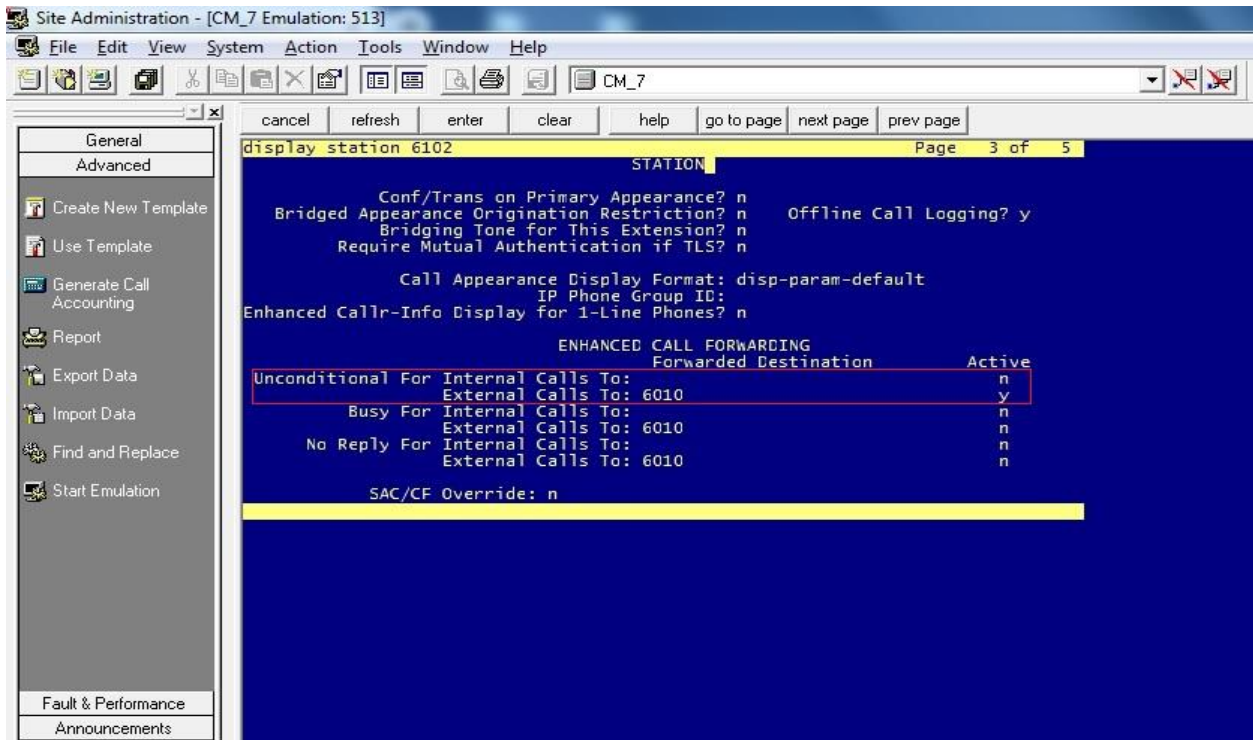 Site Administration - [CM_7 Emulation: 513]
File Edit View System Action Tools Window Help
CM_7
cancel refresh enter clear help go to page next page prev page
General
Advanced
Create New Template
Use Template
Generate Call
Accounting
Report
Export Data
Import Data
Find and Replace
Start Emulation
Fault & Performance
Announcements
display station 6102 Page 3 of 5
STATION
Conf/Trans on Primary Appearance? n
Bridged Appearance Origination Restriction? n Offline Call Logging? y
Bridging Tone for This Extension? n
Require Mutual Authentication if TLS? n
Call Appearance Display Format: disp-param-default
IP Phone Group ID:
Enhanced Callr-Info Display for 1-Line Phones? n
ENHANCED CALL FORWARDING
Forwarded Destination Active
Unconditional For Internal Calls To: n
External Calls To: 6010 y
Busy For Internal Calls To: n
External Calls To: 6010 n
No Reply For Internal Calls To: n
External Calls To: 6010 n
SAC/CF Override: n